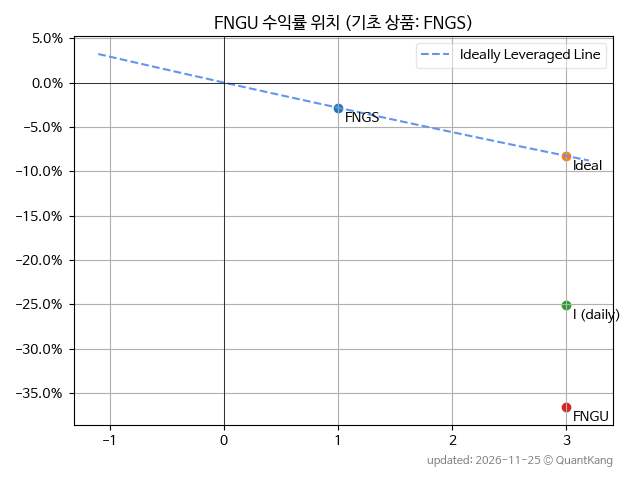 FNGU 수익률 위치 (기초 상품: FNGS)
5.0%
0.0%
−5.0%
−10.0%
−15.0%
−20.0%
−25.0%
−30.0%
−35.0%
Ideally Leveraged Line
FNGS
Ideal
I (daily)
FNGU
−1
0
1
2
3
updated: 2026-11-25 © QuantKang